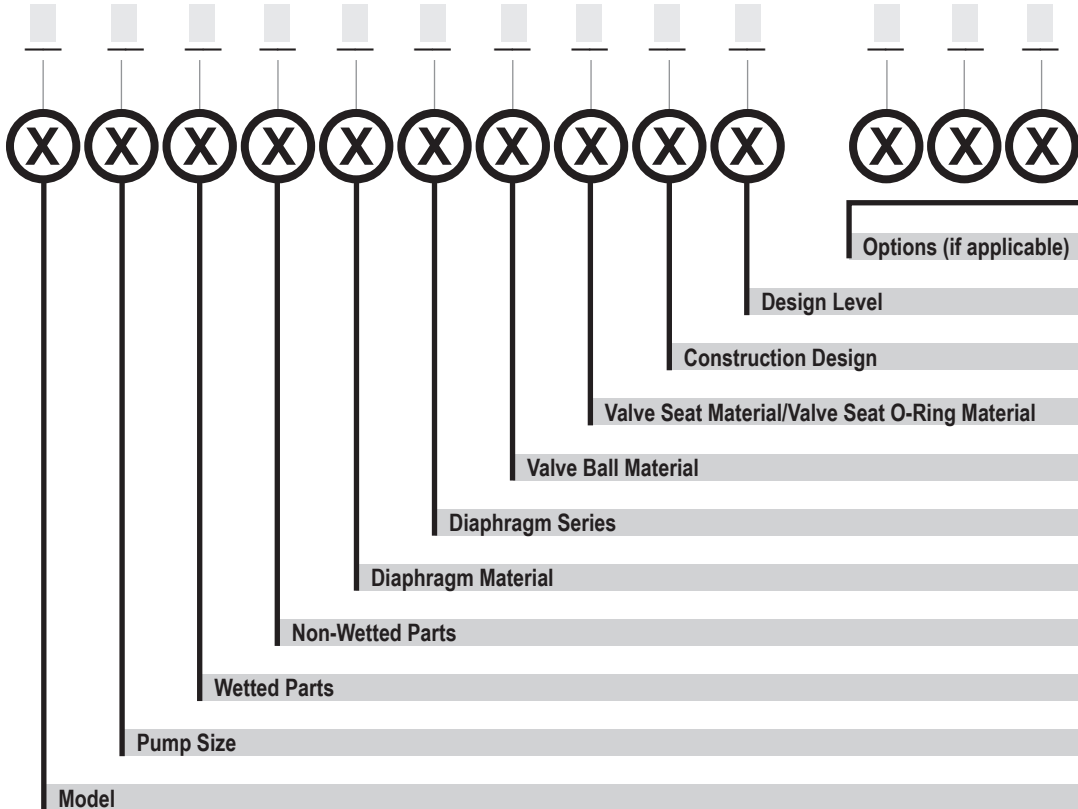 X X X X X X X X X X X X X
Options (if applicable)
Design Level
Construction Design
Valve Seat Material/Valve Seat O-Ring Material
Valve Ball Material
Diaphragm Series
Diaphragm Material
Non-Wetted Parts
Wetted Parts
Pump Size
Model